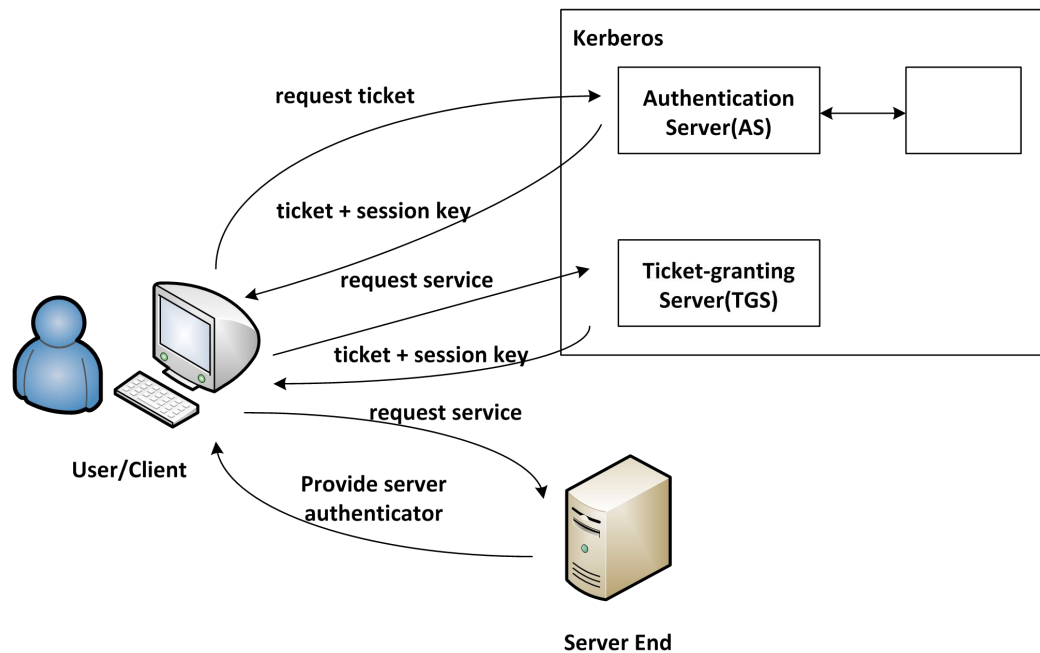 Kerberos
request ticket
Authentication
Server(AS)
ticket + session key
request service
Ticket-granting
Server(TGS)
ticket + session key
request service
User/Client
Provide server
authenticator
Server End